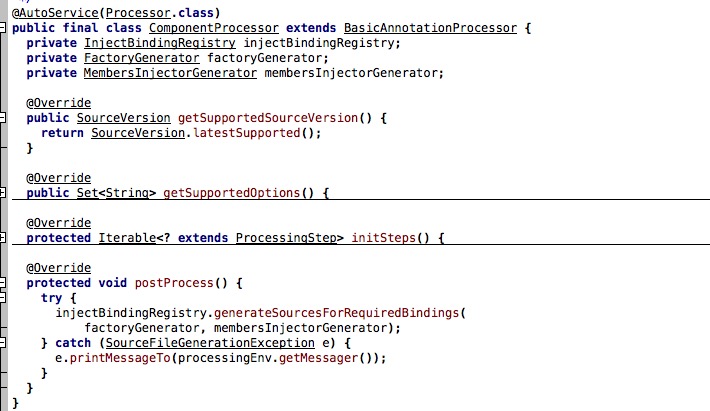 @AutoService(Processor.class)
public final class ComponentProcessor extends BasicAnnotationProcessor {
  private InjectBindingRegistry injectBindingRegistry;
  private FactoryGenerator factoryGenerator;
  private MembersInjectorGenerator membersInjectorGenerator;

  @Override
  public SourceVersion getSupportedSourceVersion() {
    return SourceVersion.latestSupported();
  }

  @Override
  public Set<String> getSupportedOptions() {

  @Override
  protected Iterable<? extends ProcessingStep> initSteps() {

  @Override
  protected void postProcess() {
    try {
      injectBindingRegistry.generateSourcesForRequiredBindings(
          factoryGenerator, membersInjectorGenerator);
    } catch (SourceFileGenerationException e) {
      e.printMessageTo(processingEnv.getMessager());
    }
  }
}